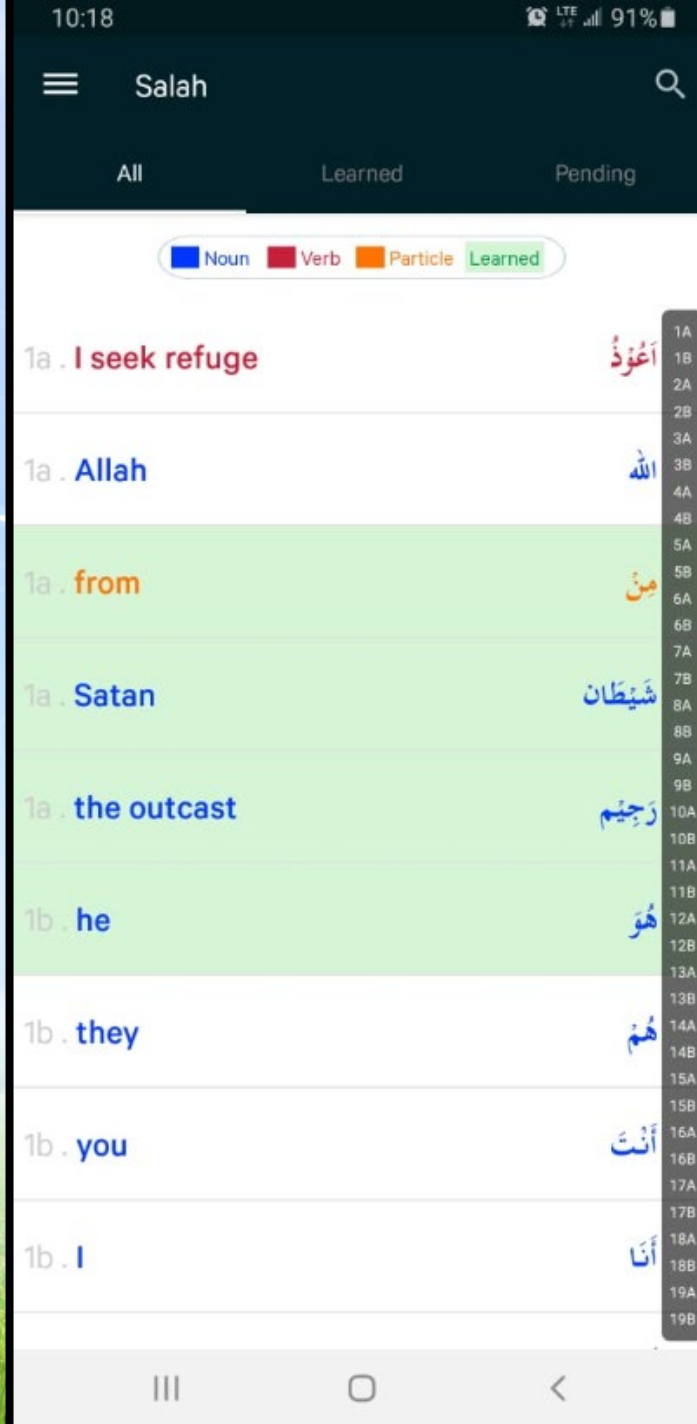 10:18 LTE 91%
Salah
All Learned Pending
Noun Verb Particle Learned
1a . I seek refuge اَعُوْذُ
1a . Allah الله
1a . from مِنْ
1a . Satan شَيْطَان
1a . the outcast رَجِيْم
1b . he هُوَ
1b . they هُمْ
1b . you أَنْتَ
1b . I أَنَا
1A
1B
2A
2B
3A
3B
4A
4B
5A
5B
6A
6B
7A
7B
8A
8B
9A
9B
10A
10B
11A
11B
12A
12B
13A
13B
14A
14B
15A
15B
16A
16B
17A
17B
18A
18B
19A
19B